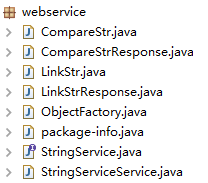 webservice
CompareStr.java
CompareStrResponse.java
LinkStr.java
LinkStrResponse.java
ObjectFactory.java
package-info.java
StringService.java
StringServiceService.java